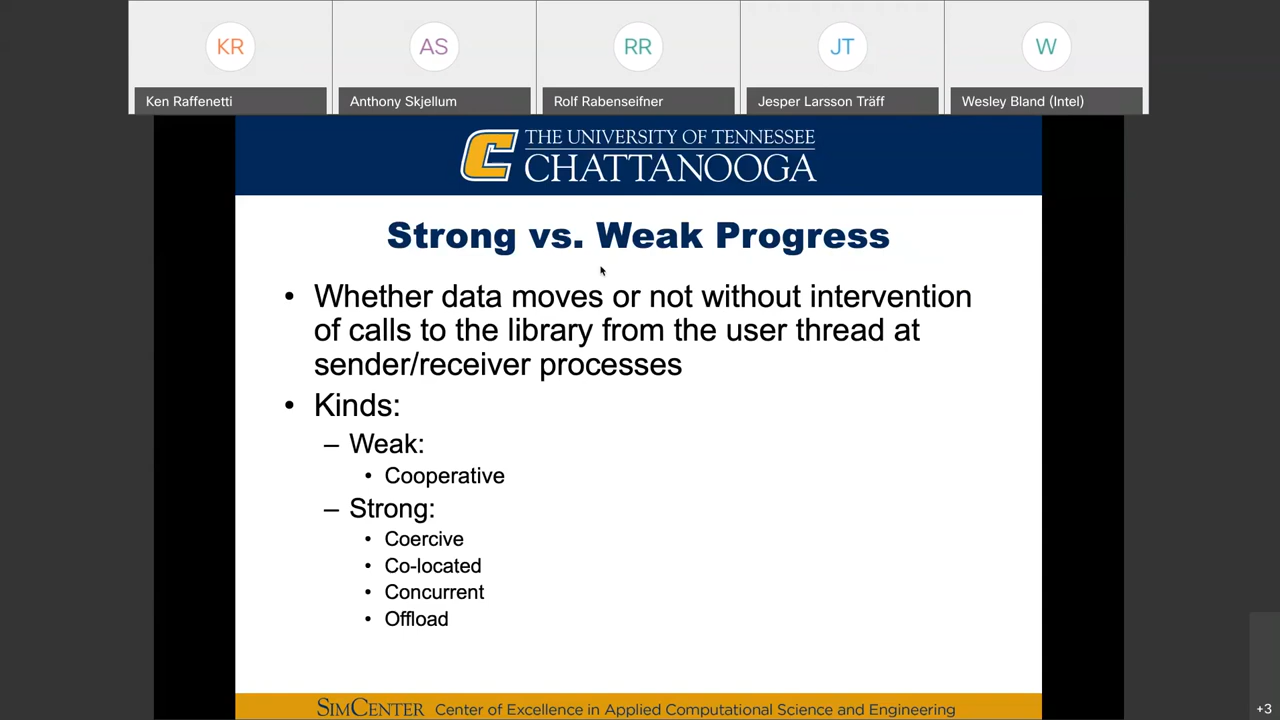 KR
AS
RR
JT
W
Ken Raffenetti
Anthony Skjellum
Rolf Rabenseifner
Jesper Larsson Träff
Wesley Bland (Intel)
C
THE UNIVERSITY OF TENNESSEE
CHATTANOOGA
Strong vs. Weak Progress
• Whether data moves or not without intervention
of calls to the library from the user thread at
sender/receiver processes
• Kinds:
– Weak:
• Cooperative
– Strong:
• Coercive
• Co-located
• Concurrent
• Offload
SIMCENTER Center of Excellence in Applied Computational Science and Engineering
+3